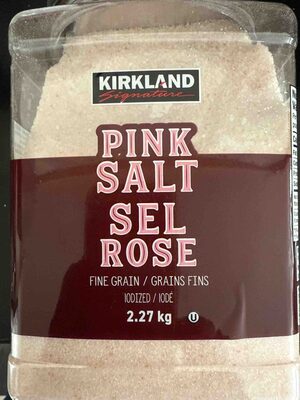 KIRKLAND
Signature
PINK
SALT
SEL
ROSE
FINE GRAIN / GRAINS FINS
IODIZED / IODÉ
2.27 kg U